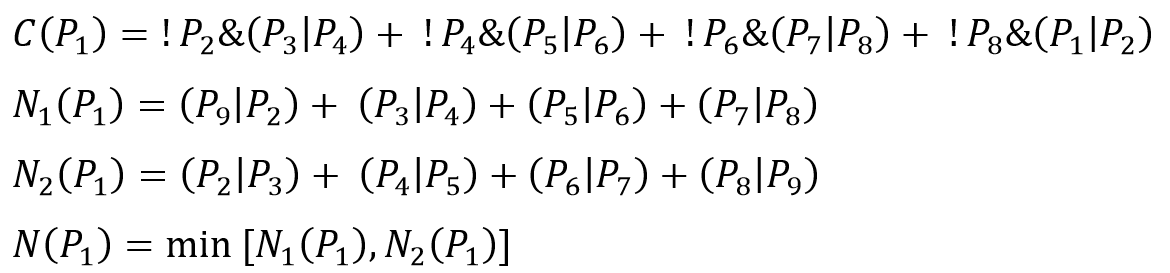 C(P₁) = ! P₂&(P₃|P₄) + ! P₄&(P₅|P₆) + ! P₆&(P₇|P₈) + ! P₈&(P₁|P₂)
N₁(P₁) = (P₉|P₂) + (P₃|P₄) + (P₅|P₆) + (P₇|P₈)
N₂(P₁) = (P₂|P₃) + (P₄|P₅) + (P₆|P₇) + (P₈|P₉)
N(P₁) = min [N₁(P₁), N₂(P₁)]